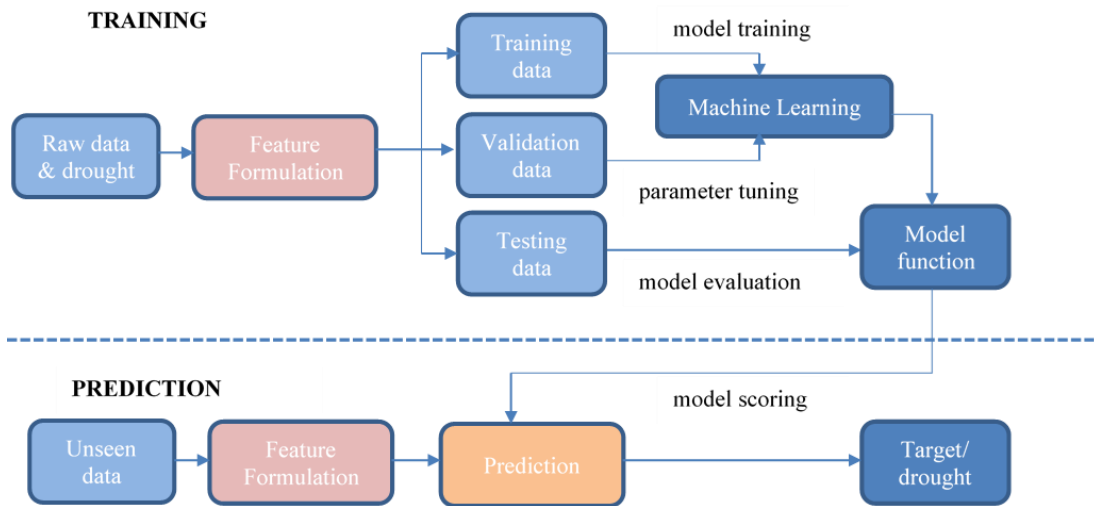 TRAINING
Training
data
model training
Machine Learning
Raw data
& drought
Feature
Formulation
Validation
data
parameter tuning
Testing
data
model evaluation
Model
function
PREDICTION
model scoring
Unseen
data
Feature
Formulation
Prediction
Target/
drought